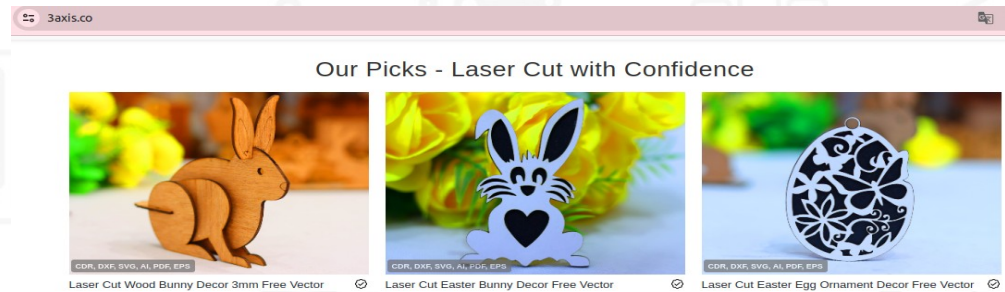 3axis.co
Our Picks - Laser Cut with Confidence
CDR, DXF, SVG, AI, PDF, EPS
CDR, DXF, SVG, AI, PDF, EPS
CDR, DXF, SVG, AI, PDF, EPS
Laser Cut Wood Bunny Decor 3mm Free Vector
Laser Cut Easter Bunny Decor Free Vector
Laser Cut Easter Egg Ornament Decor Free Vector